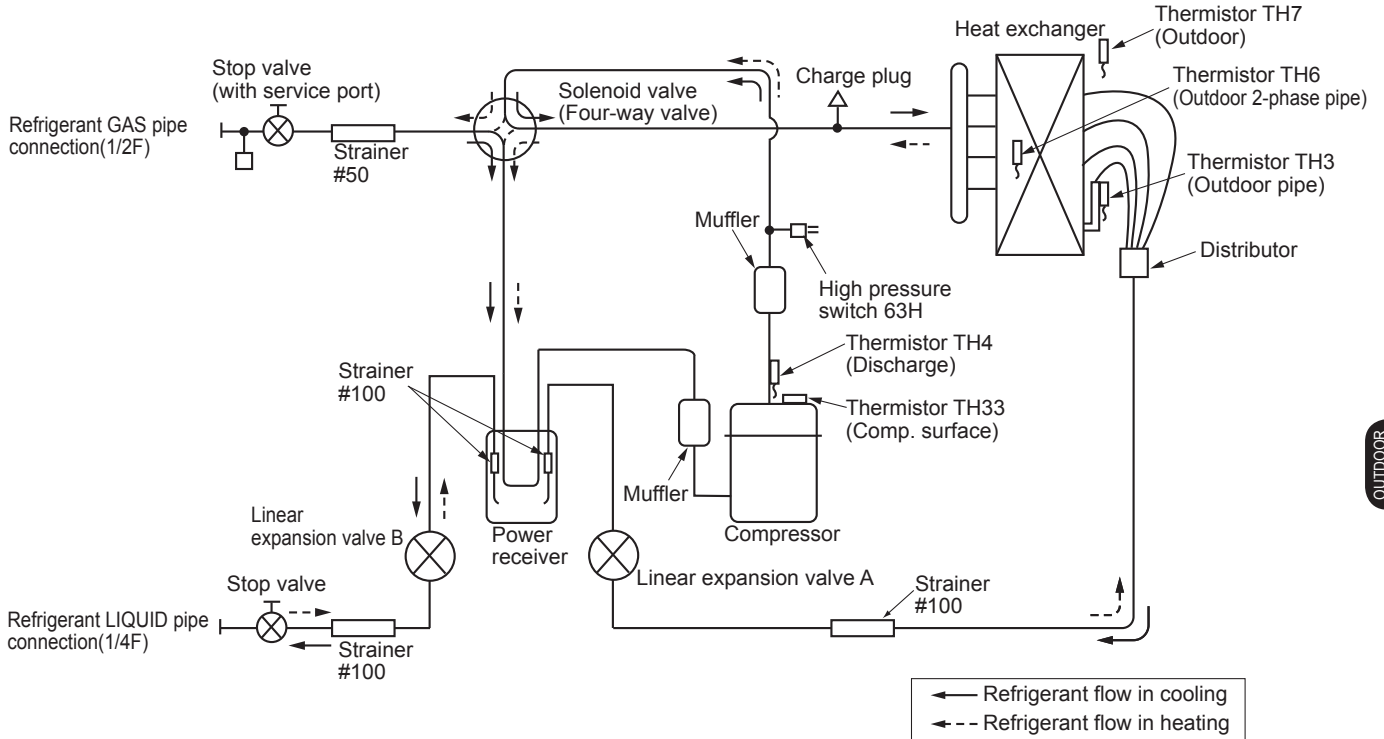 Thermistor TH7
(Outdoor)
Heat exchanger
Stop valve
(with service port)
Solenoid valve
(Four-way valve)
Charge plug
Thermistor TH6
(Outdoor 2-phase pipe)
Refrigerant GAS pipe
connection(1/2F)
Strainer
#50
Thermistor TH3
(Outdoor pipe)
Muffler
Distributor
High pressure
switch 63H
Thermistor TH4
(Discharge)
Strainer
#100
Thermistor TH33
(Comp. surface)
OUTDOOR
Muffler
Linear
expansion valve B
Power
receiver
Compressor
Linear expansion valve A
Stop valve
Strainer
#100
Refrigerant LIQUID pipe
connection(1/4F)
Strainer
#100
Refrigerant flow in cooling
Refrigerant flow in heating